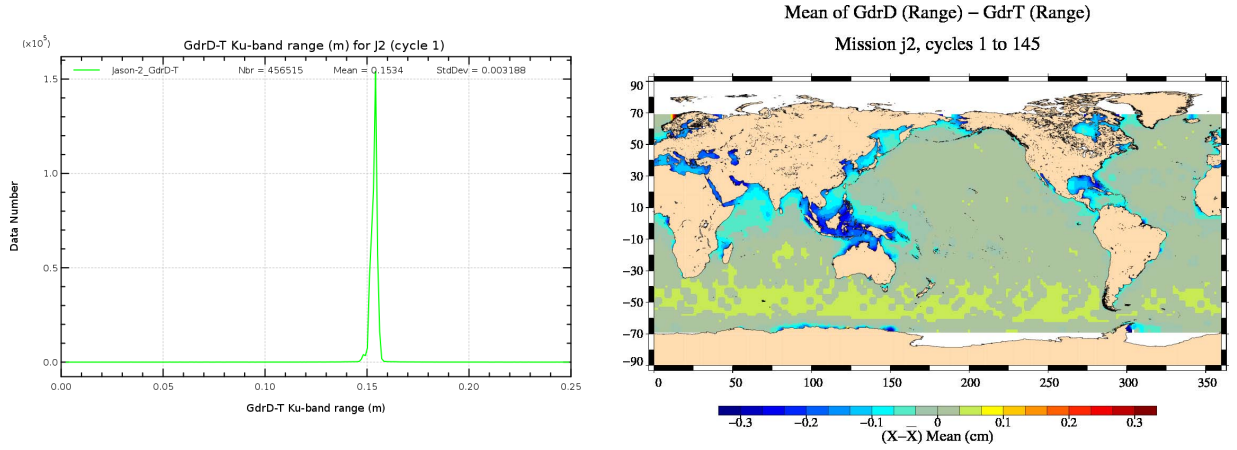 GdrD-T Ku-band range (m) for J2 (cycle 1)
(x10⁵)
Jason-2_GdrD-T Nbr = 456515 Mean = 0.1534 StdDev = 0.003188
1.5
1.0
0.5
0.0
Data Number
0.00 0.05 0.10 0.15 0.20 0.25
GdrD-T Ku-band range (m)
Mean of GdrD (Range) − GdrT (Range)
Mission j2, cycles 1 to 145
90
70
50
30
10
−10
−30
−50
−70
−90
0 50 100 150 200 250 300 350
−0.3 −0.2 −0.1 0 0.1 0.2 0.3
(X−X̅) Mean (cm)